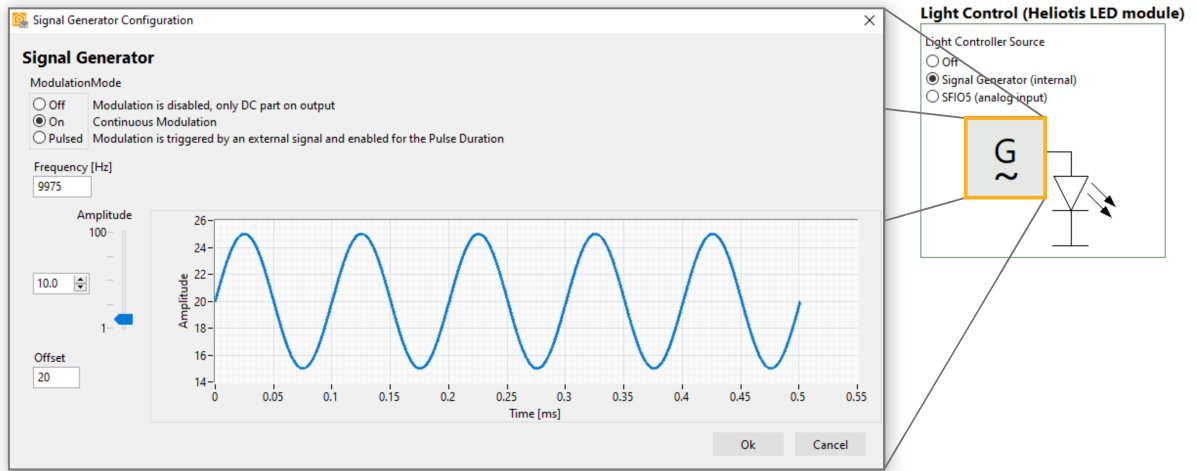 Signal Generator Configuration
Signal Generator
ModulationMode
Off Modulation is disabled, only DC part on output
On Continuous Modulation
Pulsed Modulation is triggered by an external signal and enabled for the Pulse Duration
Frequency [Hz]
9975
Amplitude
100
10.0
1
Offset
20
Amplitude
26
24
22
20
18
16
14
0 0.05 0.1 0.15 0.2 0.25 0.3 0.35 0.4 0.45 0.5 0.55
Time [ms]
Ok Cancel
Light Control (Heliotis LED module)
Light Controller Source
Off
Signal Generator (internal)
SFIO5 (analog input)
G
~